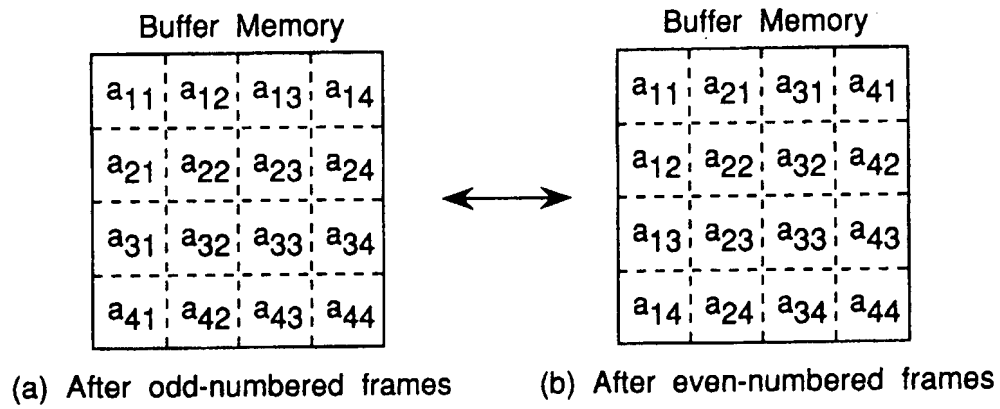 Buffer Memory
a11 a12 a13 a14
a21 a22 a23 a24
a31 a32 a33 a34
a41 a42 a43 a44
(a) After odd-numbered frames
Buffer Memory
a11 a21 a31 a41
a12 a22 a32 a42
a13 a23 a33 a43
a14 a24 a34 a44
(b) After even-numbered frames